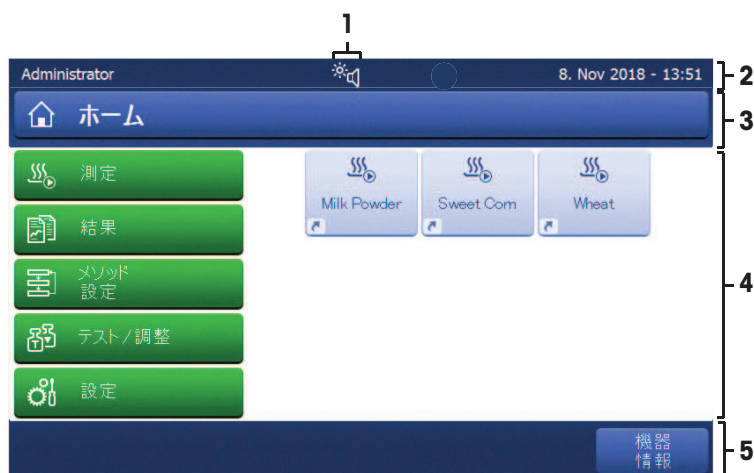 1
Administrator
8. Nov 2018 - 13:51
2
ホーム
3
測定
結果
メソッド
設定
テスト/調整
設定
Milk Powder
Sweet Corn
Wheat
4
機器
情報
5